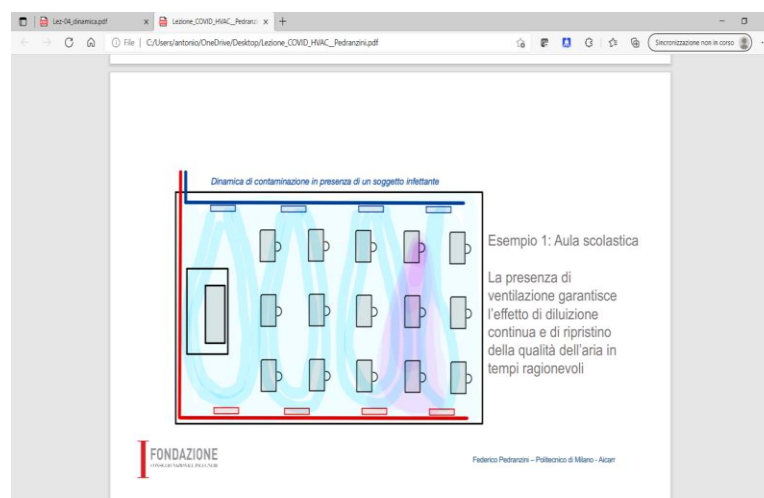 Lez-04_dinamica.pdf
Lezione_COVID_HVAC__Pedranzini
File
C:/Users/antonio/OneDrive/Desktop/Lezione_COVID_HVAC__Pedranzini.pdf
Sincronizzazione non in corso
Dinamica di contaminazione in presenza di un soggetto infettante
Esempio 1: Aula scolastica
La presenza di
ventilazione garantisce
l'effetto di diluizione
continua e di ripristino
della qualità dell'aria in
tempi ragionevoli
FONDAZIONE
Federico Pedranzini – Politecnico di Milano - Aicarr